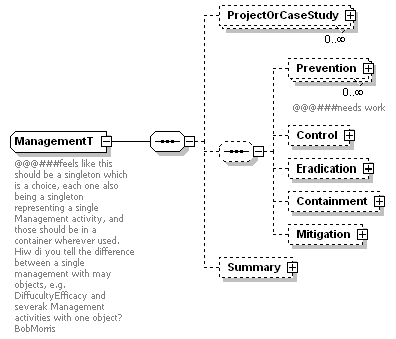 ProjectOrCaseStudy
0..∞
Prevention
0..∞
@@@###needs work
ManagementT
@@@###feels like this
should be a singleton which
is a choice, each one also
being a singleton
representing a single
Management activity, and
those should be in a
container wherever used.
Hiw di you tell the difference
between a single
management with may
objects, e.g.
DiffucultyEfficacy and
severak Management
activities with one object?
BobMorris
Control
Eradication
Containment
Mitigation
Summary